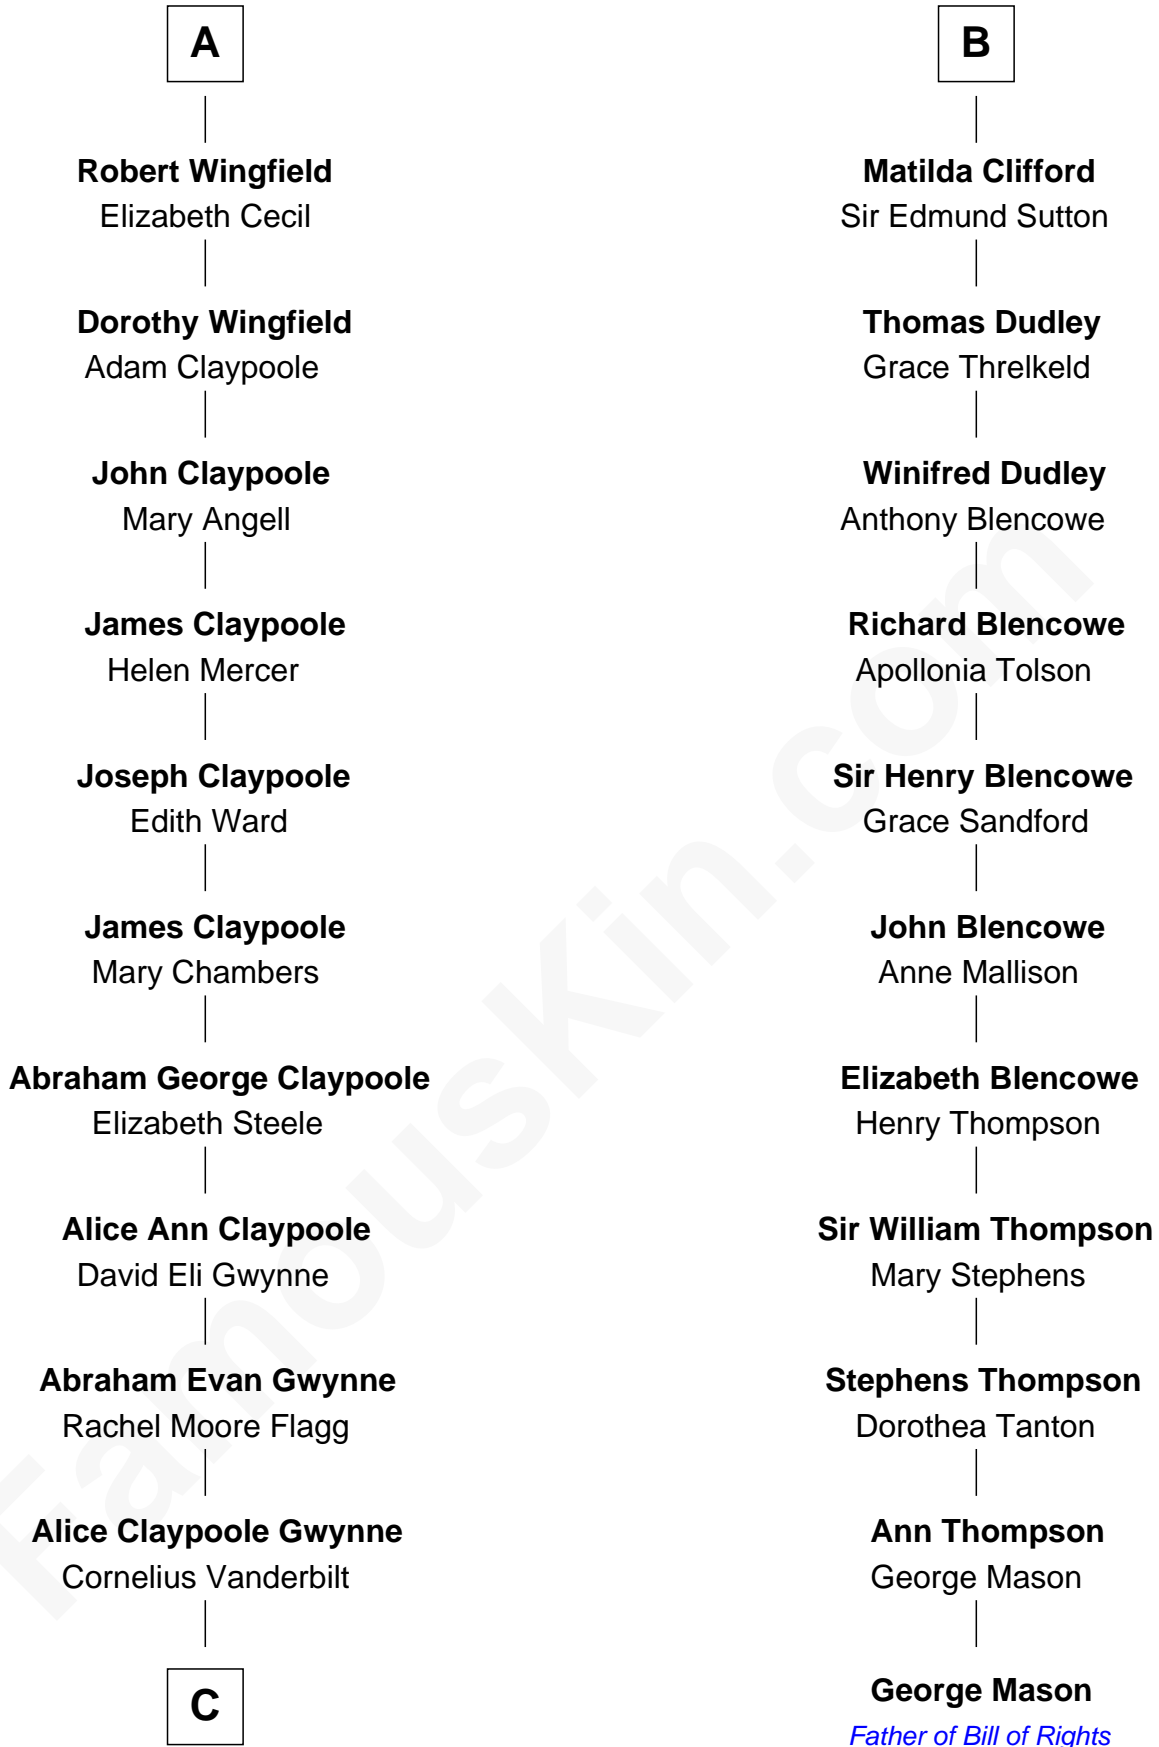 A
Robert Wingfield
Elizabeth Cecil
Dorothy Wingfield
Adam Claypoole
John Claypoole
Mary Angell
James Claypoole
Helen Mercer
Joseph Claypoole
Edith Ward
James Claypoole
Mary Chambers
Abraham George Claypoole
Elizabeth Steele
Alice Ann Claypoole
David Eli Gwynne
Abraham Evan Gwynne
Rachel Moore Flagg
Alice Claypoole Gwynne
Cornelius Vanderbilt
C
B
Matilda Clifford
Sir Edmund Sutton
Thomas Dudley
Grace Threlkeld
Winifred Dudley
Anthony Blencowe
Richard Blencowe
Apollonia Tolson
Sir Henry Blencowe
Grace Sandford
John Blencowe
Anne Mallison
Elizabeth Blencowe
Henry Thompson
Sir William Thompson
Mary Stephens
Stephens Thompson
Dorothea Tanton
Ann Thompson
George Mason
George Mason
Father of Bill of Rights
FamousKin.com